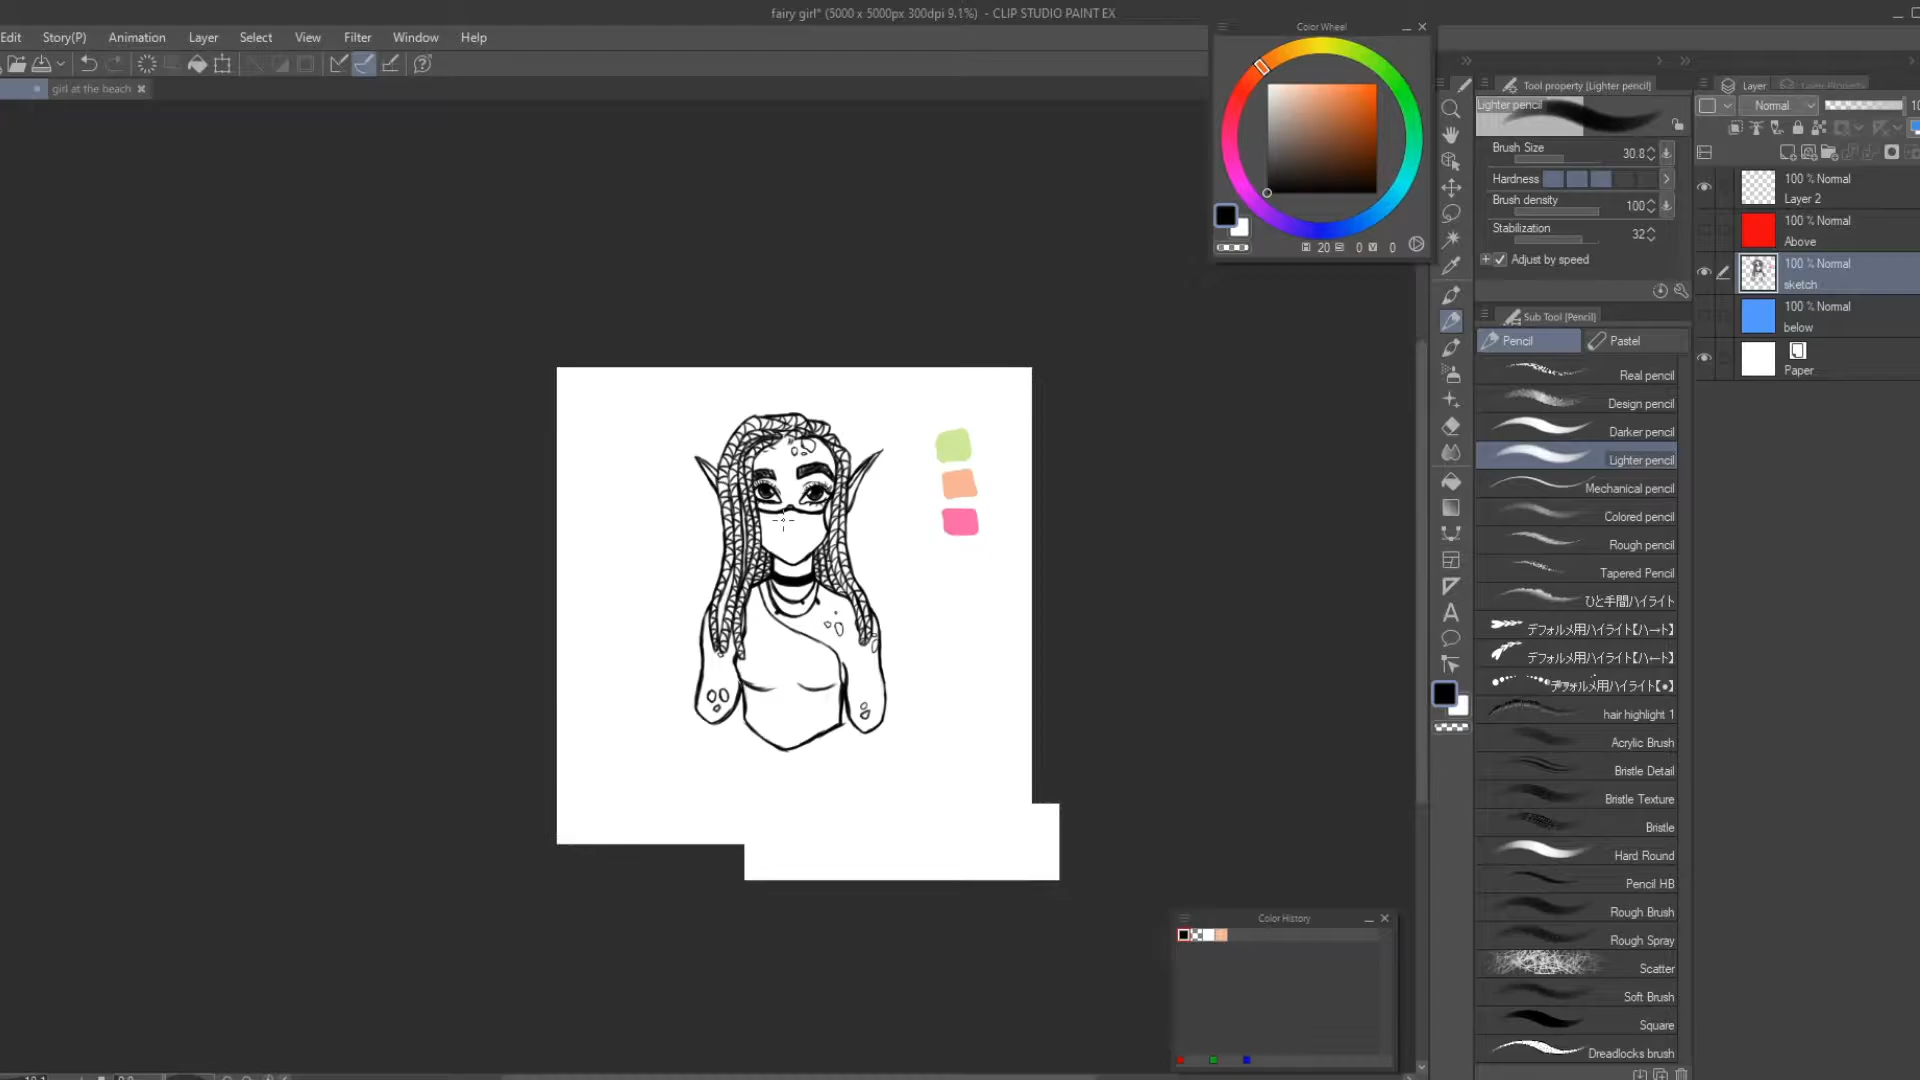 fairy girl* (5000 x 5000px 300dpi 9.1%) - CLIP STUDIO PAINT EX
Edit Story(P) Animation Layer Select View Filter Window Help
girl at the beach
Color Wheel
20 0 0
Tool property [Lighter pencil]
Lighter pencil
Brush Size 30.8
Hardness
Brush density 100
Stabilization 32
Adjust by speed
Sub Tool [Pencil]
Pencil Pastel
Real pencil
Design pencil
Darker pencil
Lighter pencil
Mechanical pencil
Colored pencil
Rough pencil
Tapered Pencil
ひと手間ハイライト
デフォルメ用ハイライト【ハート】
デフォルメ用ハイライト【ハート】
デフォルメ用ハイライト【●】
hair highlight 1
Acrylic Brush
Bristle Detail
Bristle Texture
Bristle
Hard Round
Pencil HB
Rough Brush
Rough Spray
Scatter
Soft Brush
Square
Dreadlocks brush
Layer Layer Property
Normal
100 % Normal
Layer 2
100 % Normal
Above
100 % Normal
sketch
100 % Normal
below
Paper
Color History